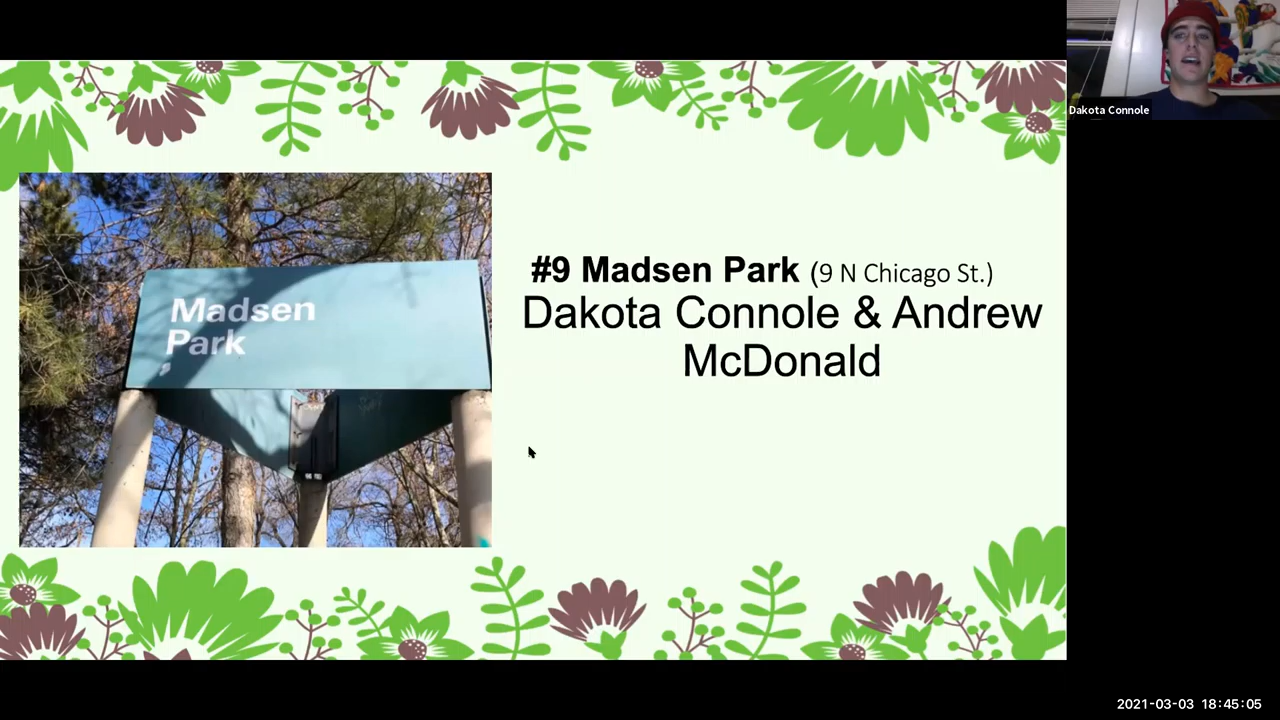 Dakota Connole
Madsen
Park
#9 Madsen Park (9 N Chicago St.)
Dakota Connole & Andrew
McDonald
2021-03-03 18:45:05